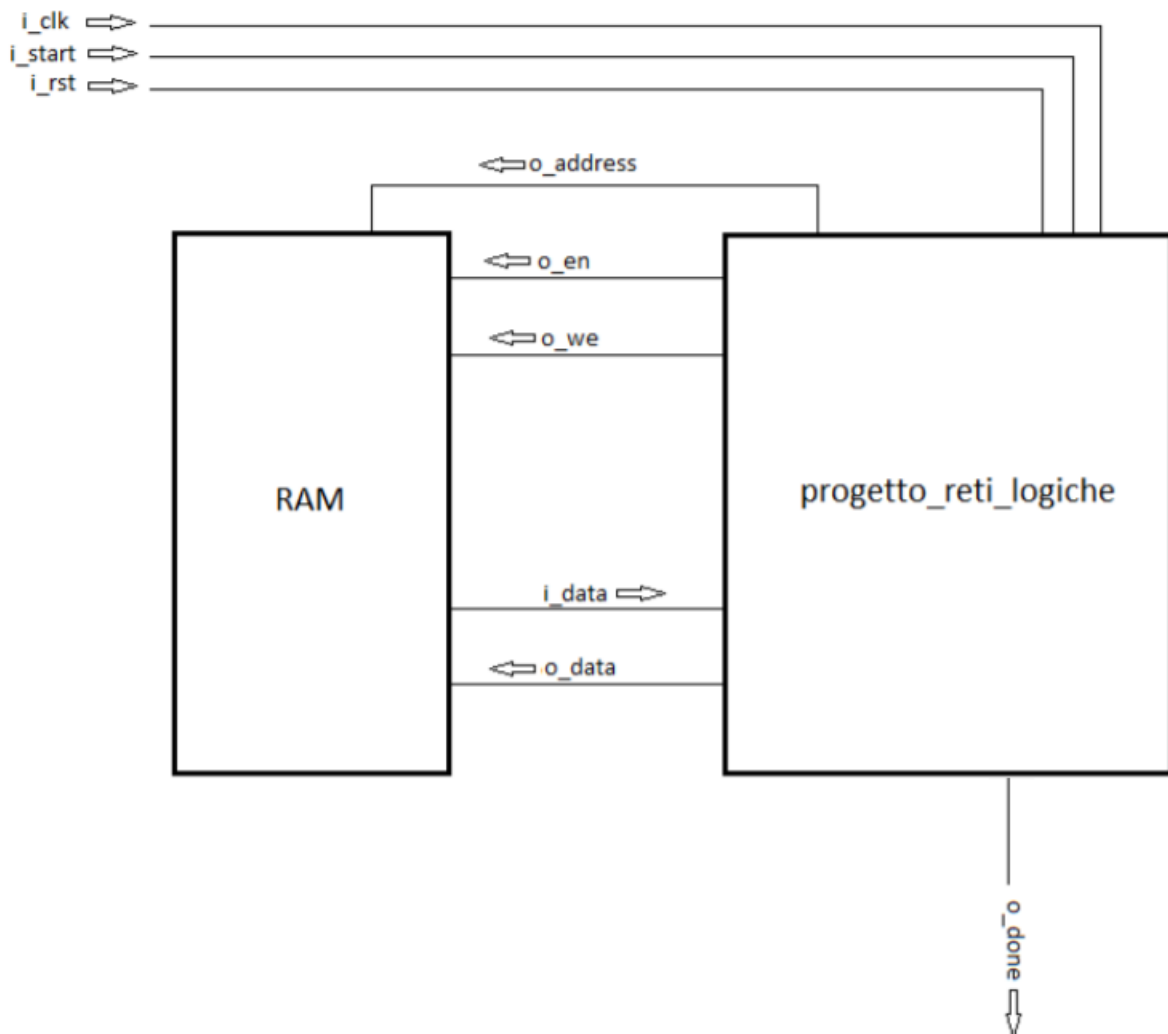 i_clk
i_start
i_rst
o_address
o_en
o_we
RAM
progetto_reti_logiche
i_data
o_data
o_done